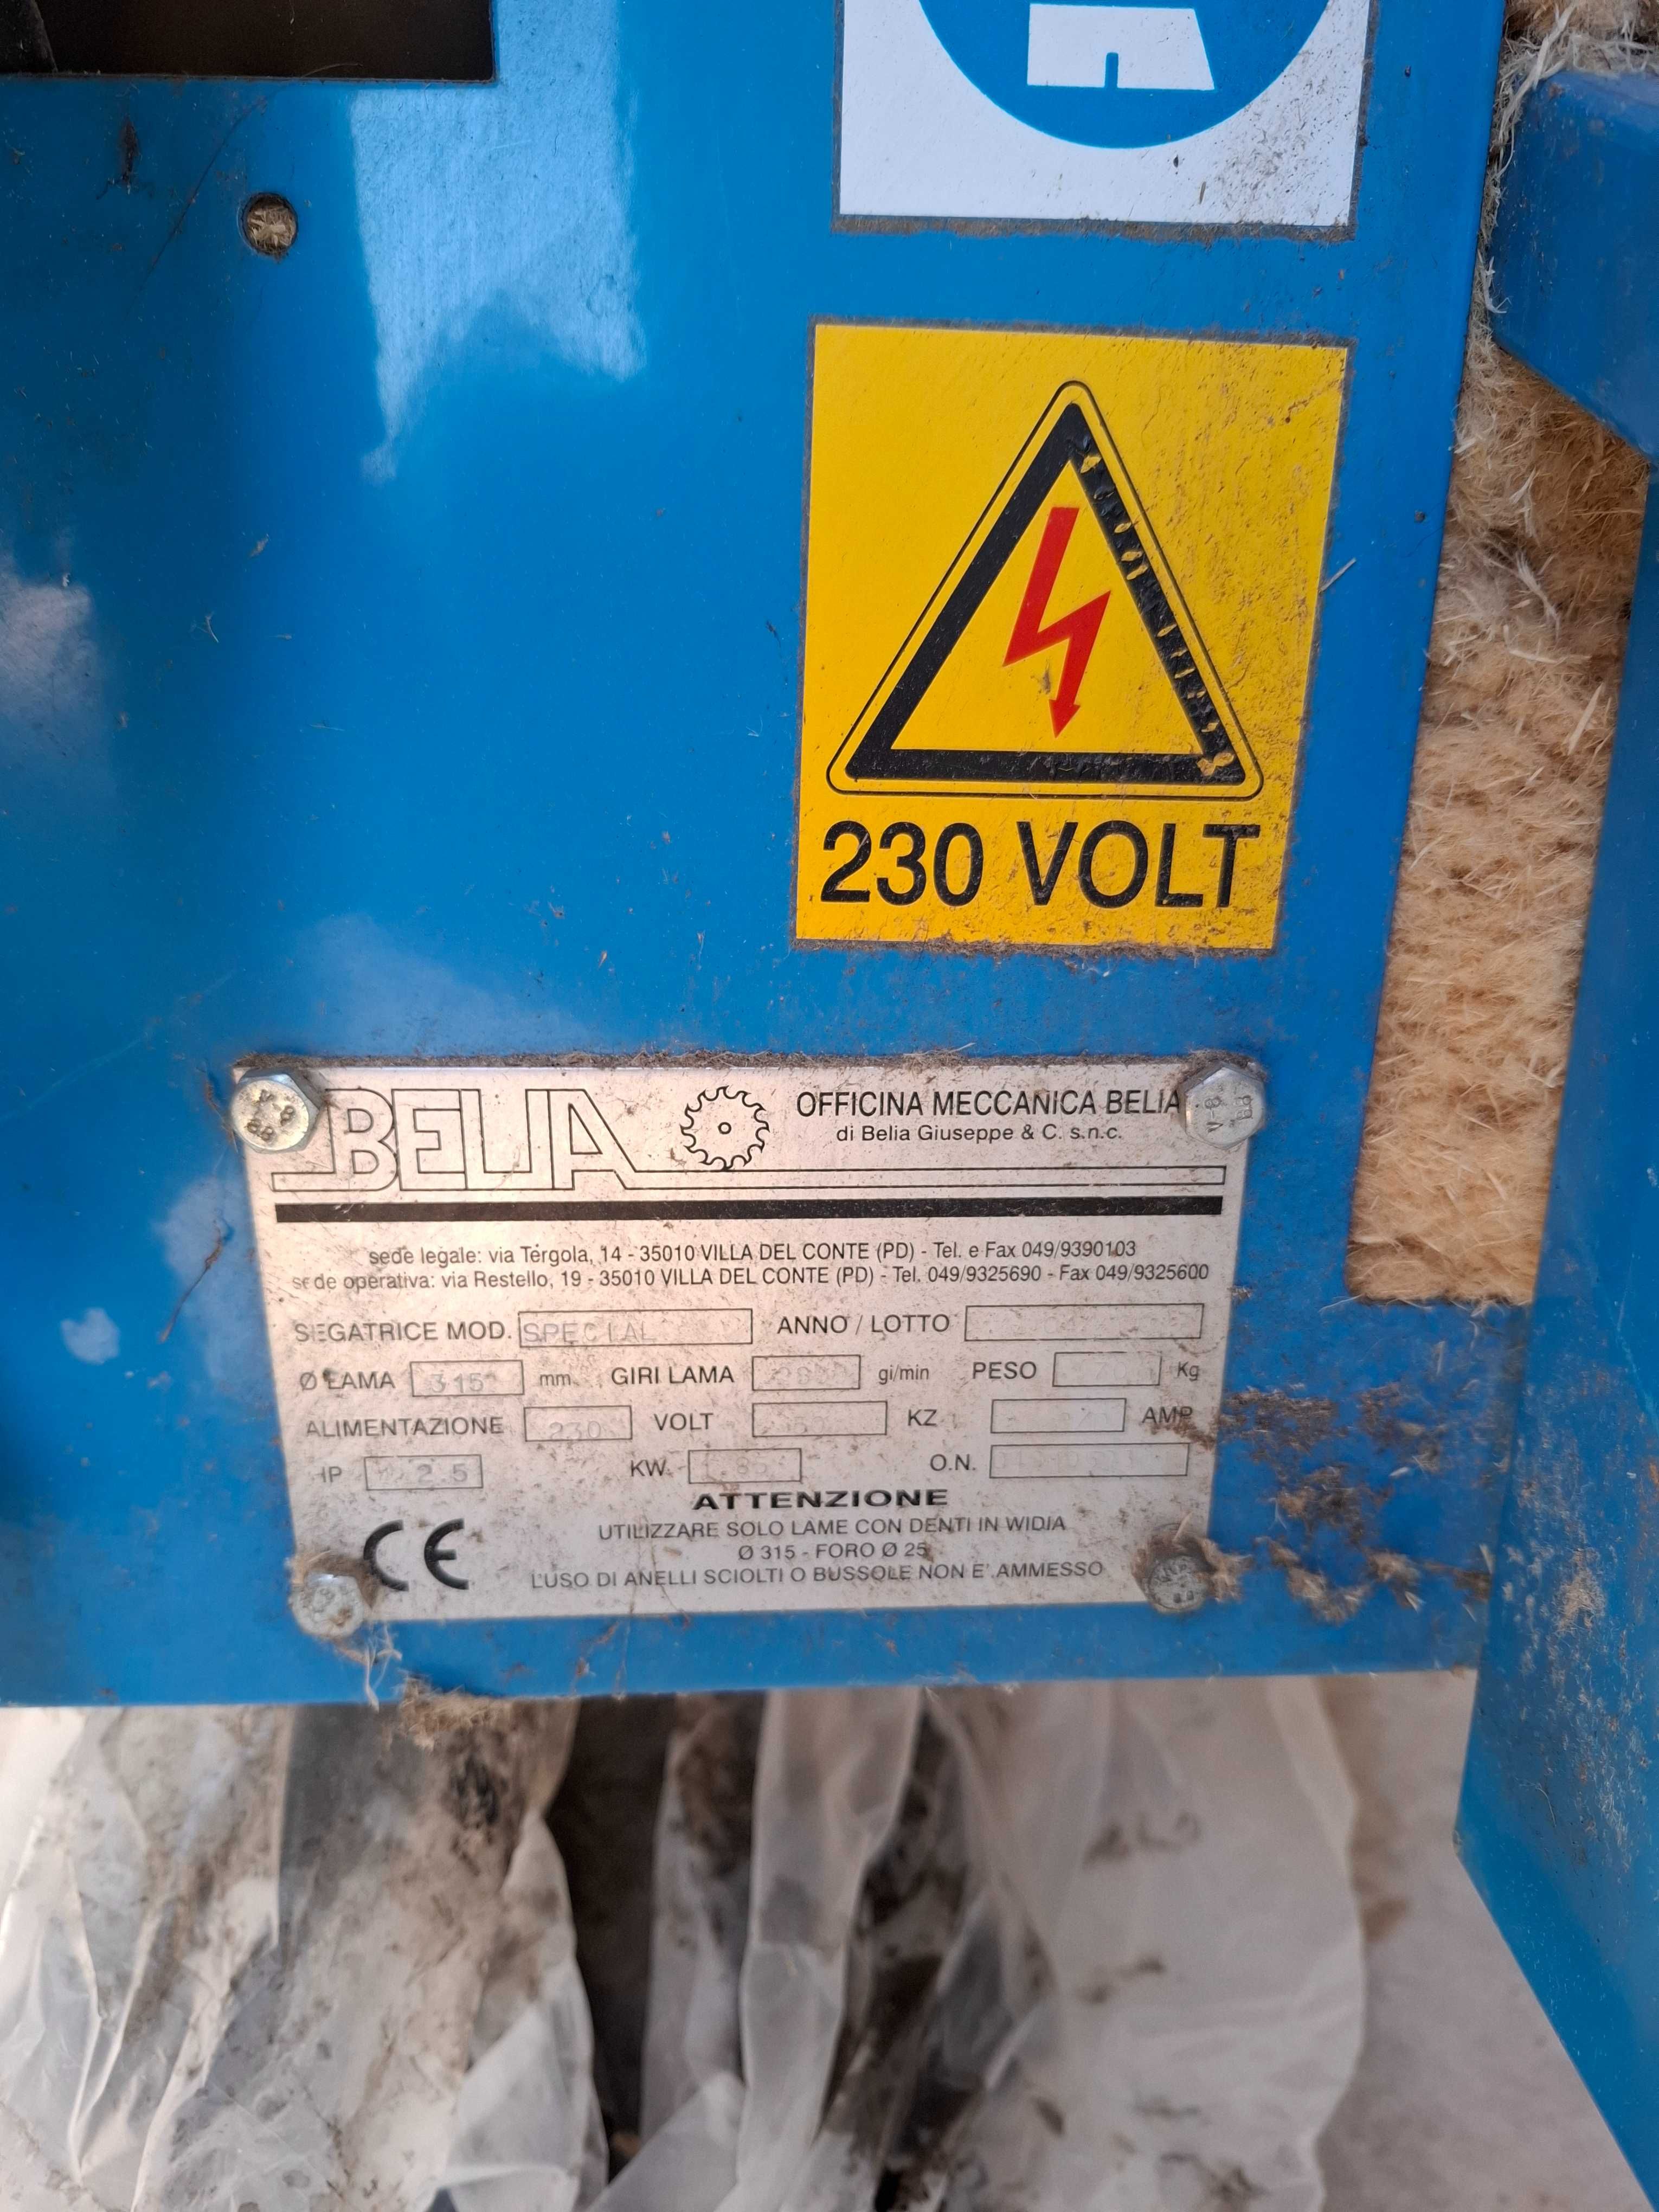 230 VOLT
BELIA
OFFICINA MECCANICA BELIA
di Belia Giuseppe & C. s.n.c.
sede legale: via Tergola, 14 - 35010 VILLA DEL CONTE (PD) - Tel. e Fax 049/9390103
sede operativa: via Restello, 19 - 35010 VILLA DEL CONTE (PD) - Tel. 049/9325690 - Fax 049/9325600
SEGATRICE MOD. SPECIAL ANNO / LOTTO
Ø LAMA 315 mm. GIRI LAMA gi/min PESO Kg
ALIMENTAZIONE 230 VOLT KZ AMP
HP 2.5 KW. O.N.
ATTENZIONE
UTILIZZARE SOLO LAME CON DENTI IN WIDIA
Ø 315 - FORO Ø 25
L'USO DI ANELLI SCIOLTI O BUSSOLE NON E' AMMESSO
CE